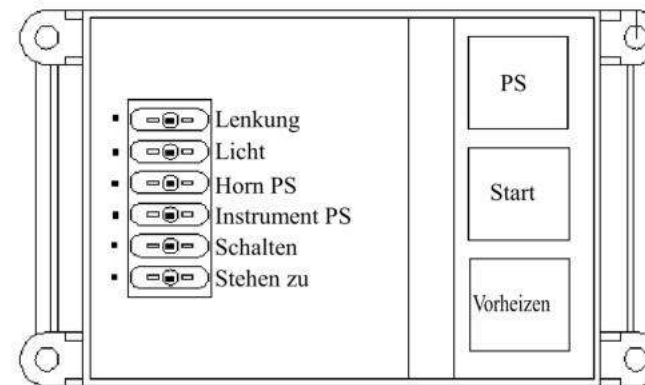 Lenkung
Licht
Horn PS
Instrument PS
Schalten
Stehen zu
PS
Start
Vorheizen